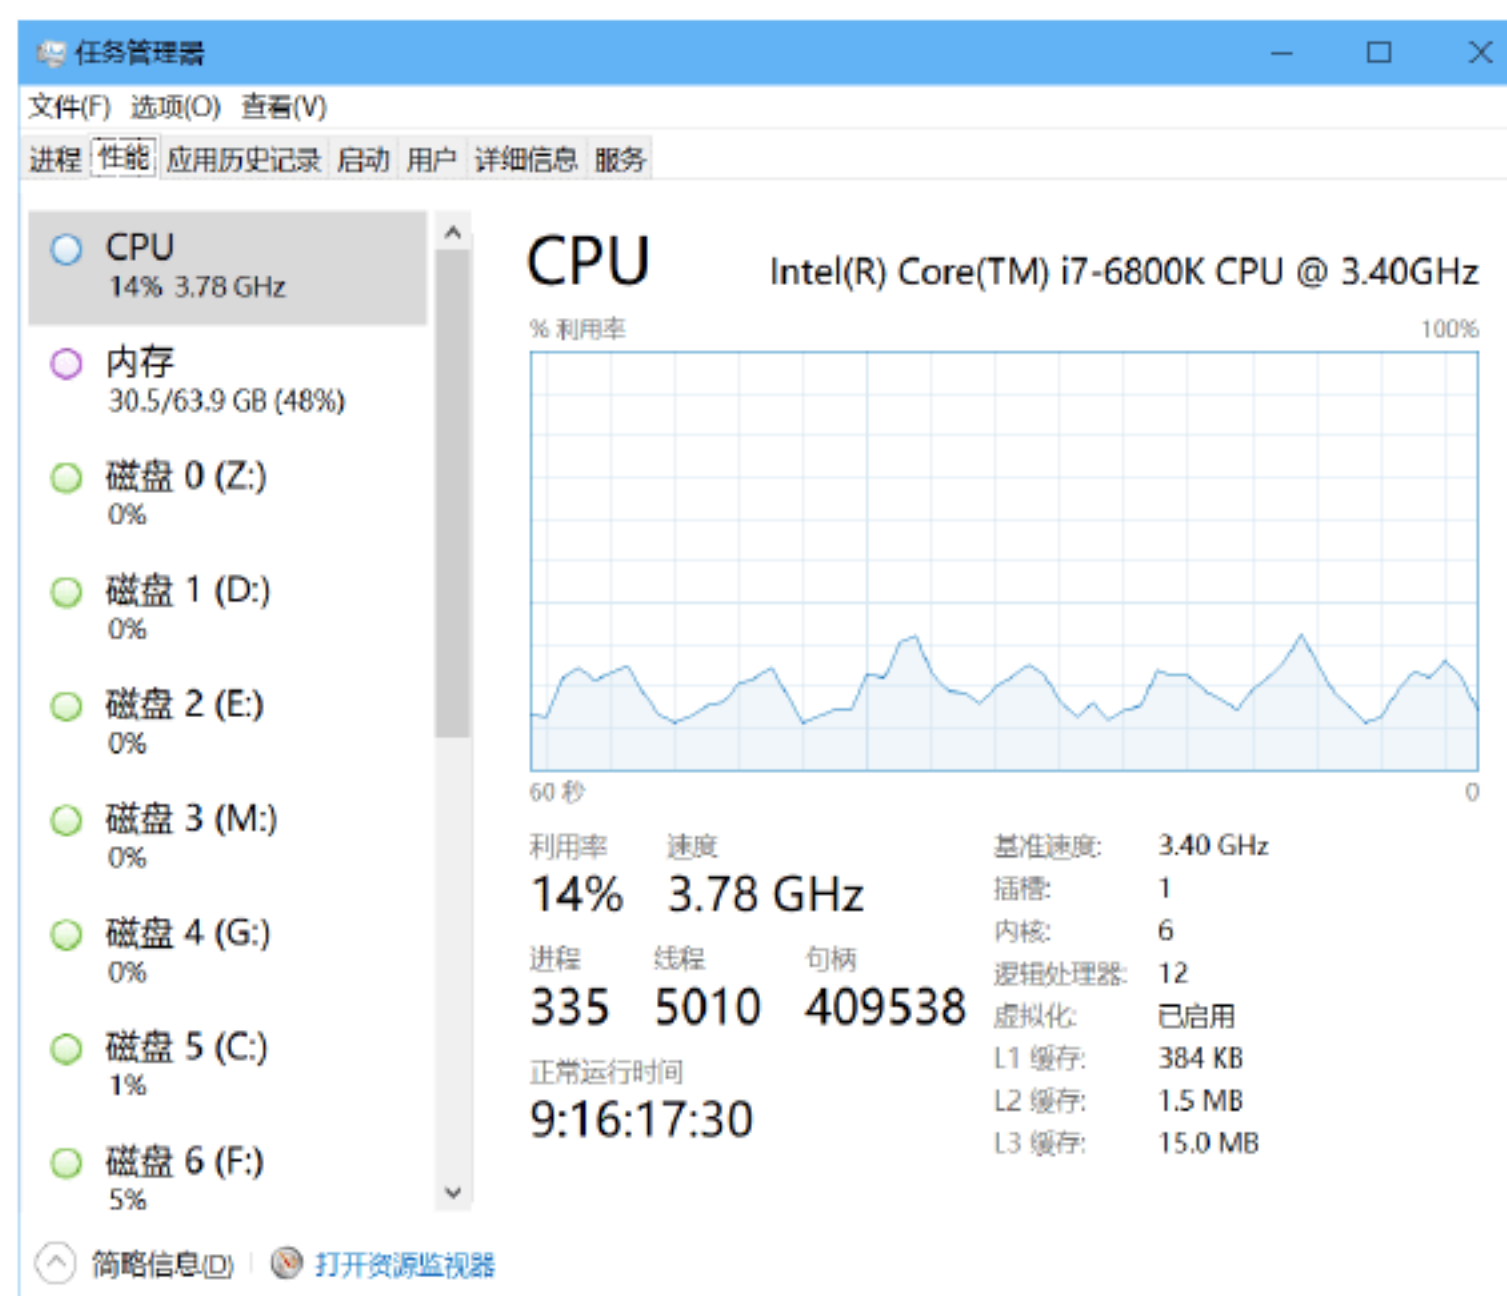 任务管理器
文件(F) 选项(O) 查看(V)
进程 性能 应用历史记录 启动 用户 详细信息 服务
CPU
14% 3.78 GHz
内存
30.5/63.9 GB (48%)
磁盘 0 (Z:)
0%
磁盘 1 (D:)
0%
磁盘 2 (E:)
0%
磁盘 3 (M:)
0%
磁盘 4 (G:)
0%
磁盘 5 (C:)
1%
磁盘 6 (F:)
5%
CPU Intel(R) Core(TM) i7-6800K CPU @ 3.40GHz
% 利用率 100%
60 秒 0
利用率 速度
14% 3.78 GHz
进程 线程 句柄
335 5010 409538
正常运行时间
9:16:17:30
基准速度: 3.40 GHz
插槽: 1
内核: 6
逻辑处理器: 12
虚拟化: 已启用
L1 缓存: 384 KB
L2 缓存: 1.5 MB
L3 缓存: 15.0 MB
简略信息(D) 打开资源监视器